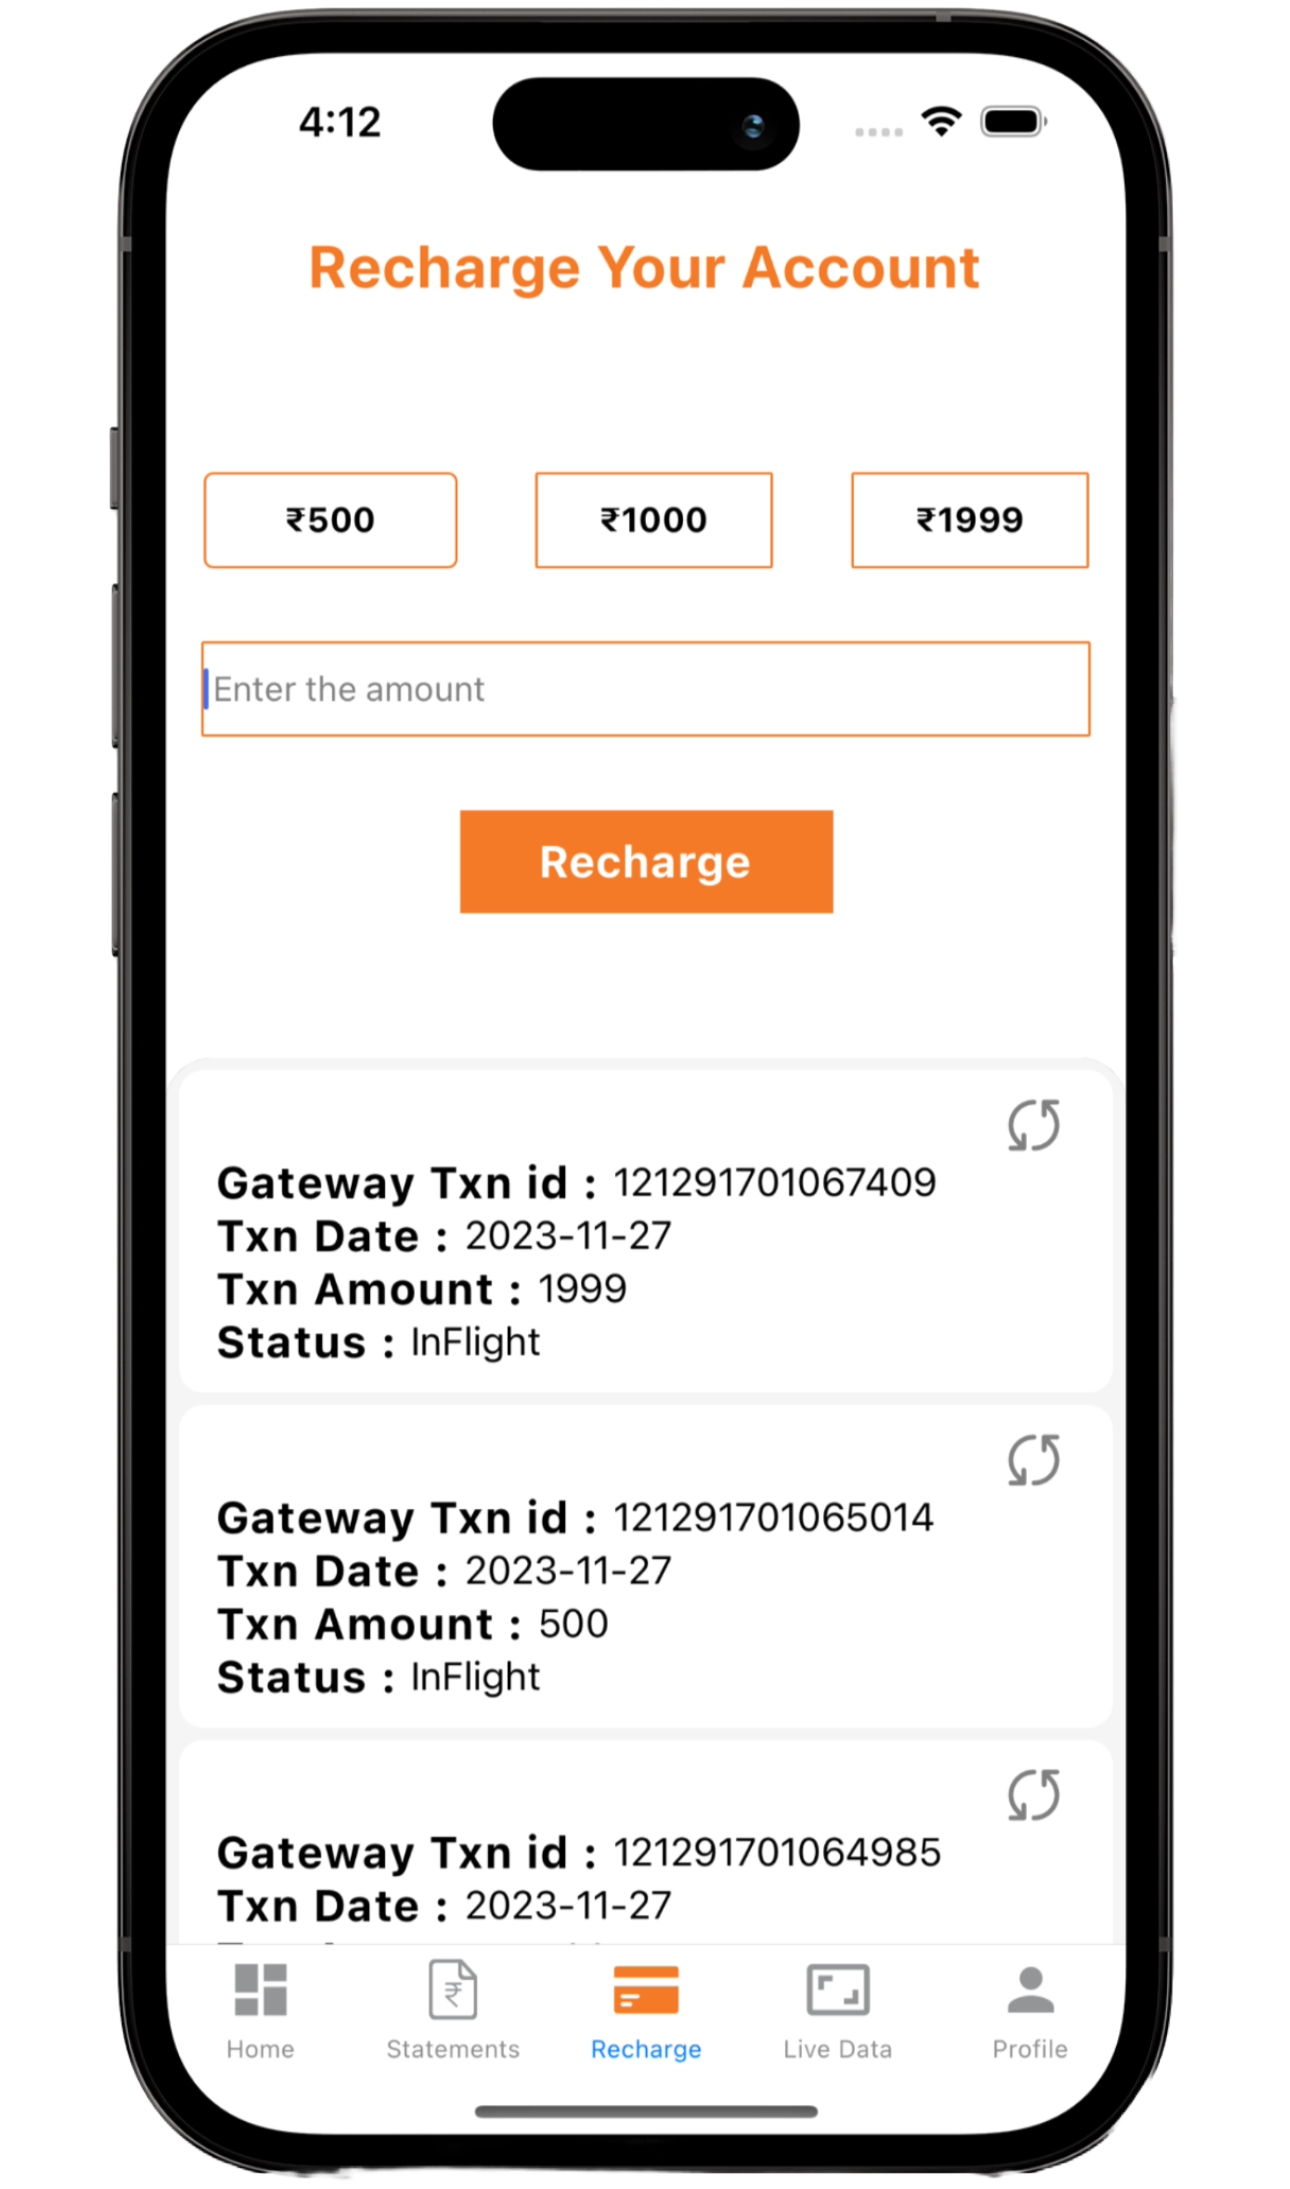 4:12
Recharge Your Account
₹500 ₹1000 ₹1999
Enter the amount
Recharge
Gateway Txn id : 121291701067409
Txn Date : 2023-11-27
Txn Amount : 1999
Status : InFlight
Gateway Txn id : 121291701065014
Txn Date : 2023-11-27
Txn Amount : 500
Status : InFlight
Gateway Txn id : 121291701064985
Txn Date : 2023-11-27
Home Statements Recharge Live Data Profile